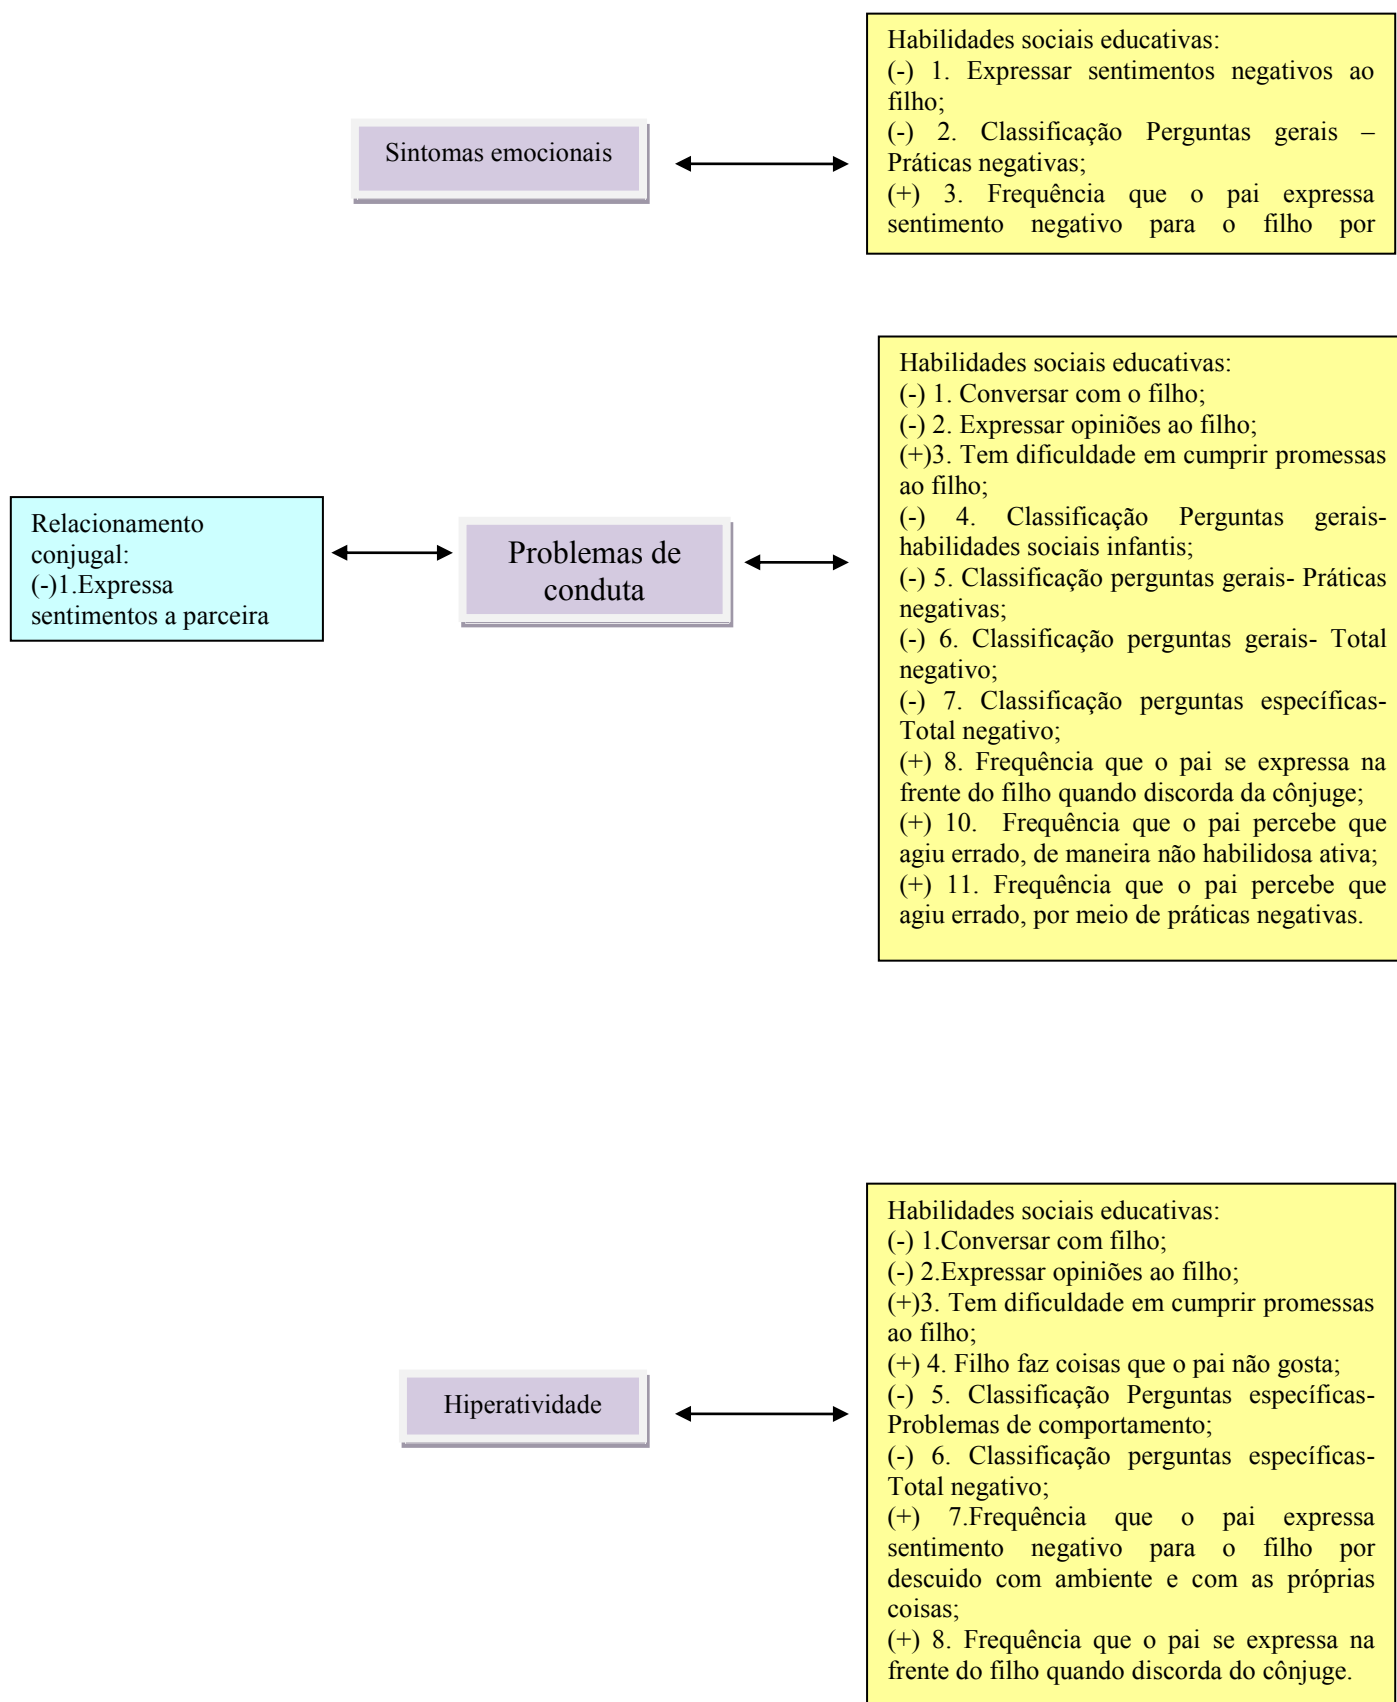 Sintomas emocionais
Habilidades sociais educativas:
(-) 1. Expressar sentimentos negativos ao
filho;
(-) 2. Classificação Perguntas gerais –
Práticas negativas;
(+) 3. Frequência que o pai expressa
sentimento negativo para o filho por
Relacionamento
conjugal:
(-)1.Expressa
sentimentos a parceira
Problemas de
conduta
Habilidades sociais educativas:
(-) 1. Conversar com o filho;
(-) 2. Expressar opiniões ao filho;
(+)3. Tem dificuldade em cumprir promessas
ao filho;
(-) 4. Classificação Perguntas gerais-
habilidades sociais infantis;
(-) 5. Classificação perguntas gerais- Práticas
negativas;
(-) 6. Classificação perguntas gerais- Total
negativo;
(-) 7. Classificação perguntas específicas-
Total negativo;
(+) 8. Frequência que o pai se expressa na
frente do filho quando discorda da cônjuge;
(+) 10. Frequência que o pai percebe que
agiu errado, de maneira não habilidosa ativa;
(+) 11. Frequência que o pai percebe que
agiu errado, por meio de práticas negativas.
Hiperatividade
Habilidades sociais educativas:
(-) 1.Conversar com filho;
(-) 2.Expressar opiniões ao filho;
(+)3. Tem dificuldade em cumprir promessas
ao filho;
(+) 4. Filho faz coisas que o pai não gosta;
(-) 5. Classificação Perguntas específicas-
Problemas de comportamento;
(-) 6. Classificação perguntas específicas-
Total negativo;
(+) 7.Frequência que o pai expressa
sentimento negativo para o filho por
descuido com ambiente e com as próprias
coisas;
(+) 8. Frequência que o pai se expressa na
frente do filho quando discorda do cônjuge.